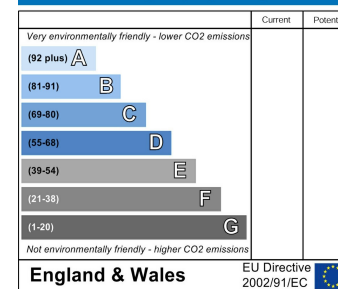 Current Potent
Very environmentally friendly - lower CO2 emissions
(92 plus) A
(81-91) B
(69-80) C
(55-68) D
(39-54) E
(21-38) F
(1-20) G
Not environmentally friendly - higher CO2 emissions
England & Wales
EU Directive
2002/91/EC